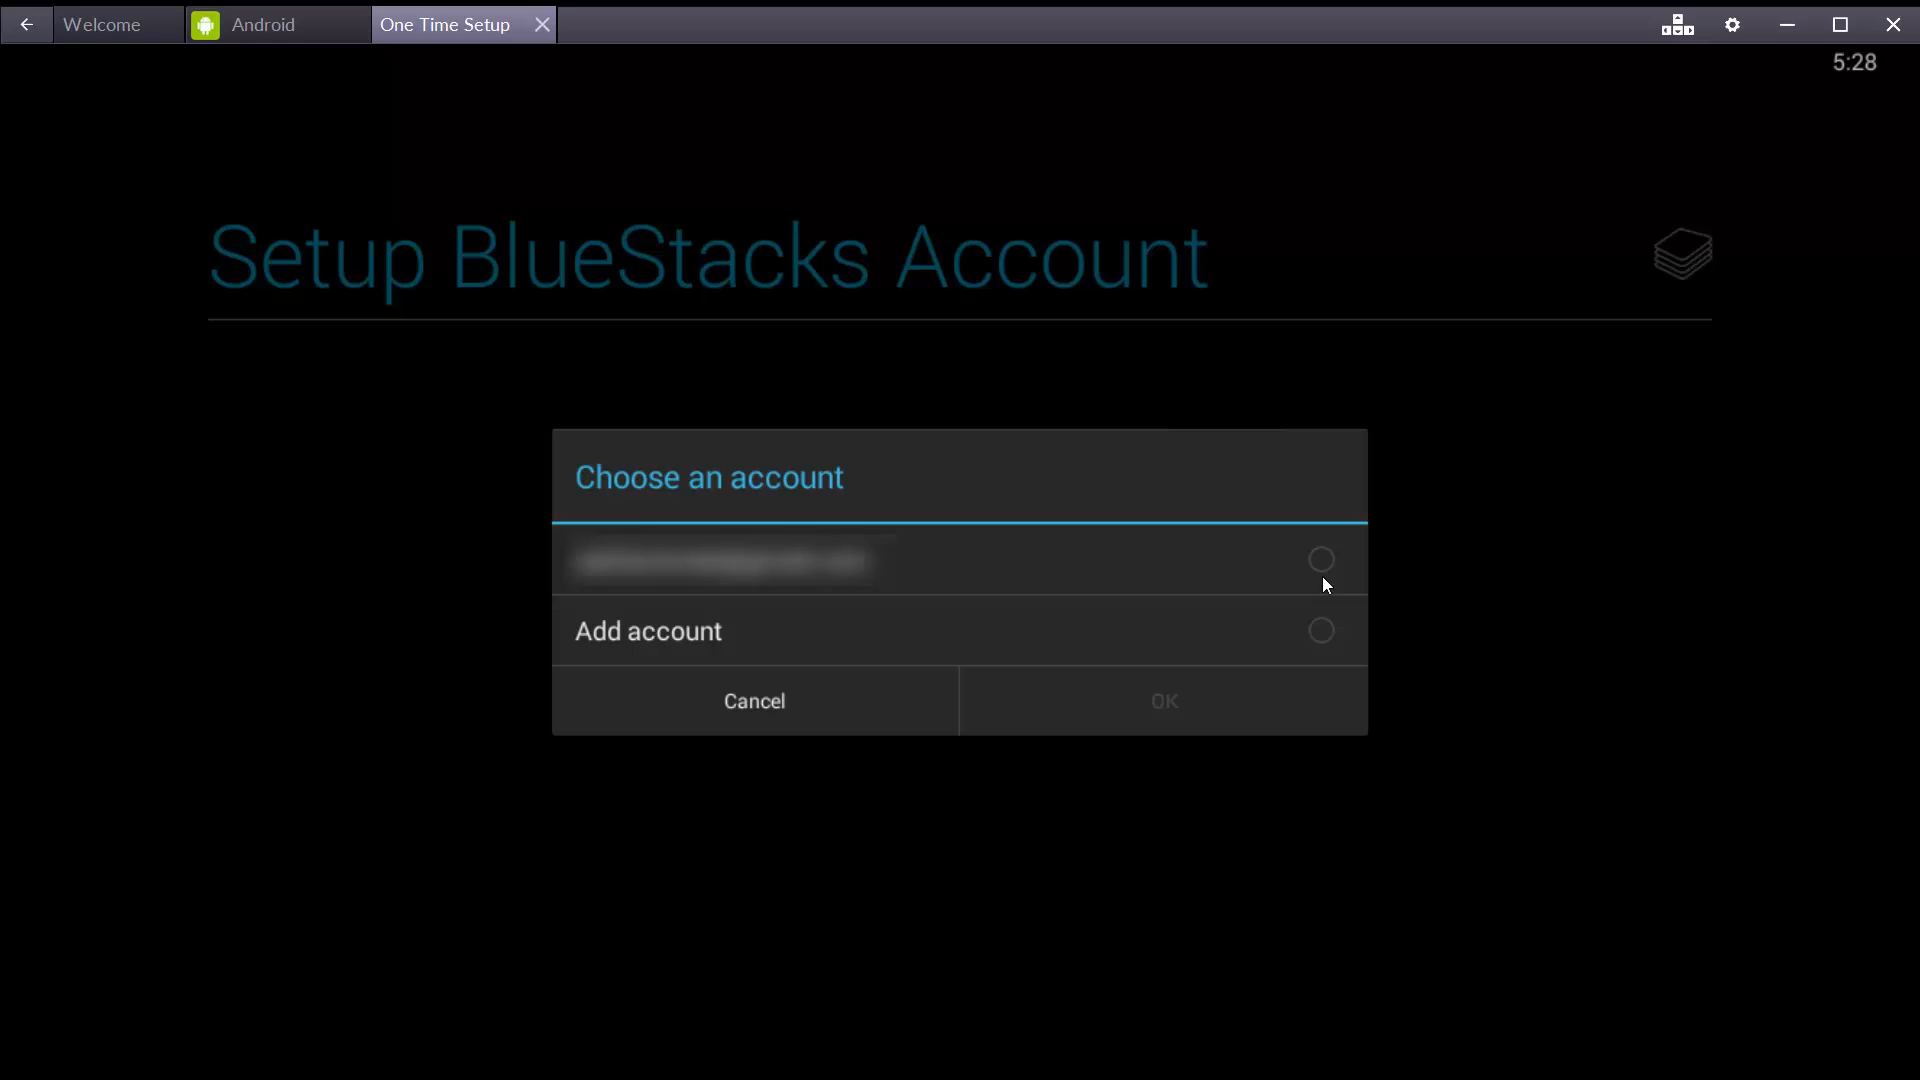 Welcome
Android
One Time Setup
5:28
Setup BlueStacks Account
Choose an account
Add account
Cancel
OK